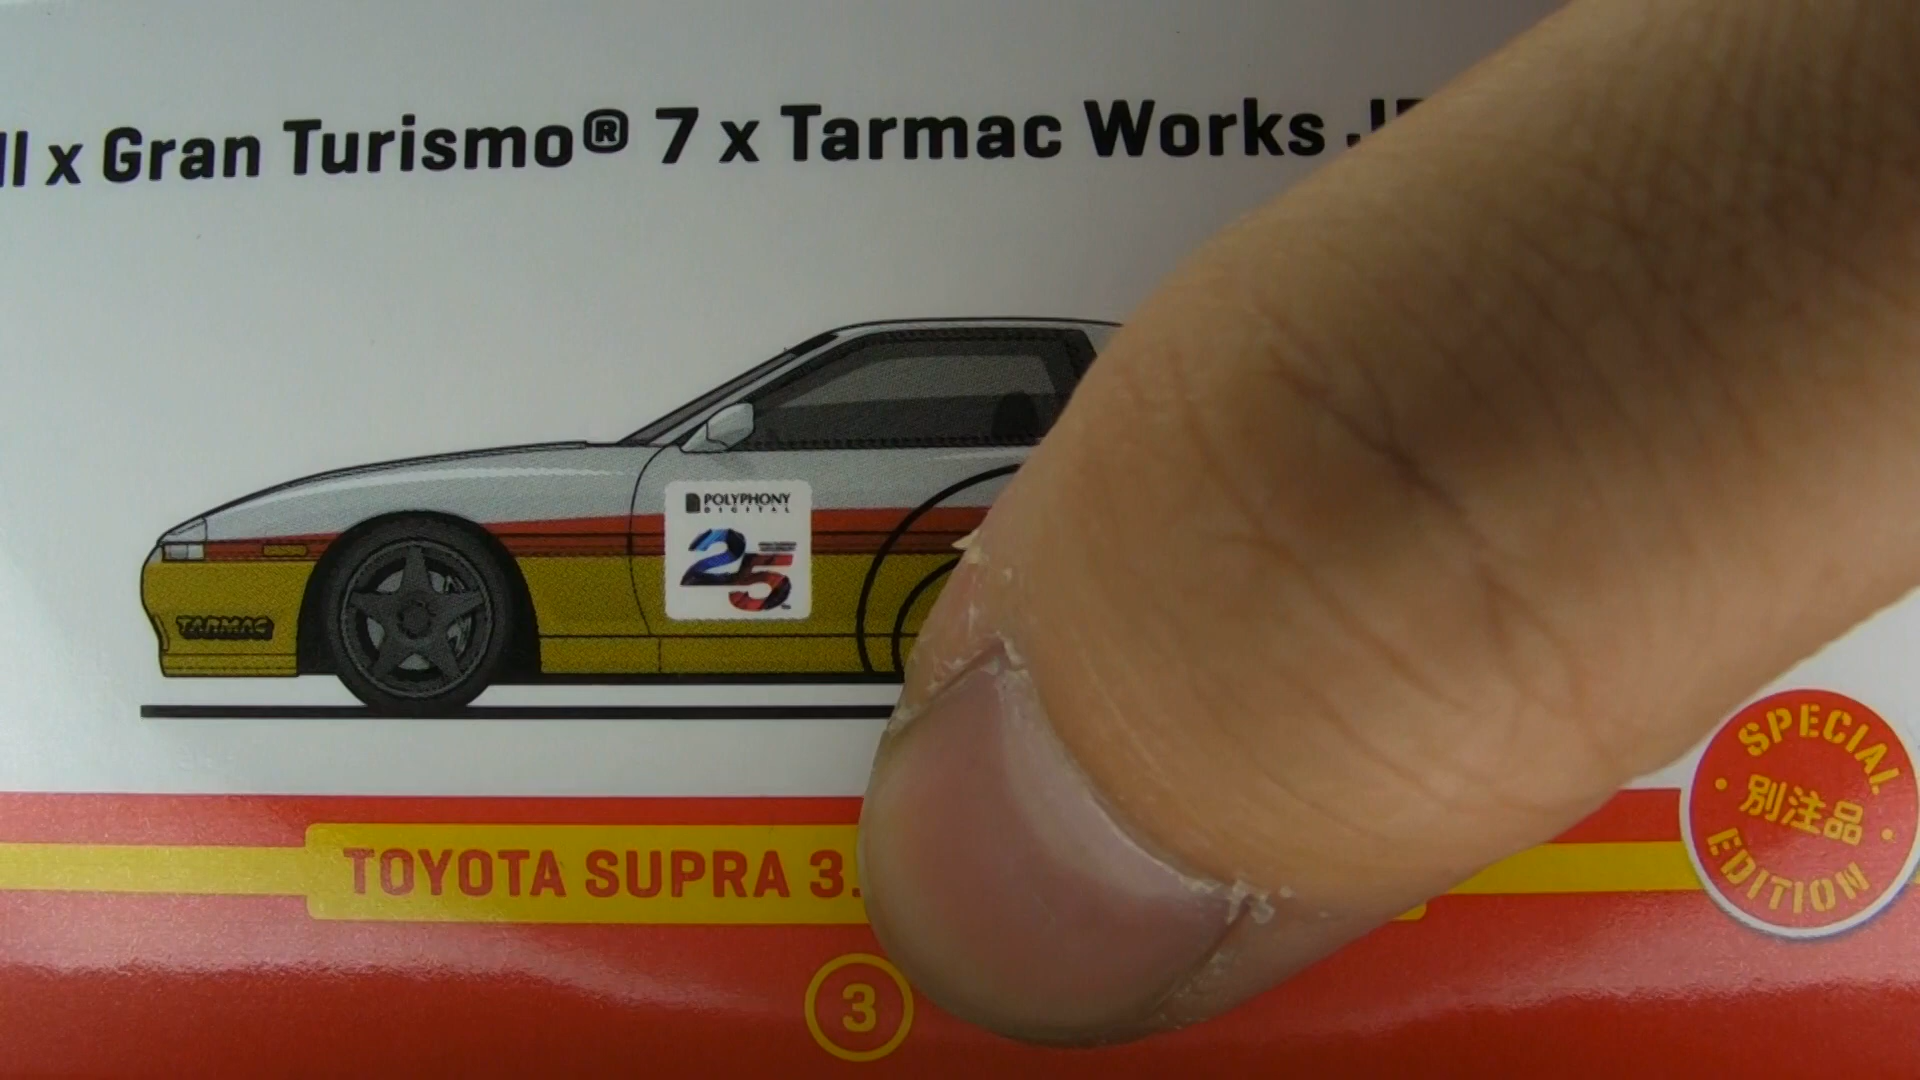 ll x Gran Turismo® 7 x Tarmac Works
POLYPHONY
DIGITAL
25
TARMAC
SPECIAL
別注品
EDITION
TOYOTA SUPRA 3.
3